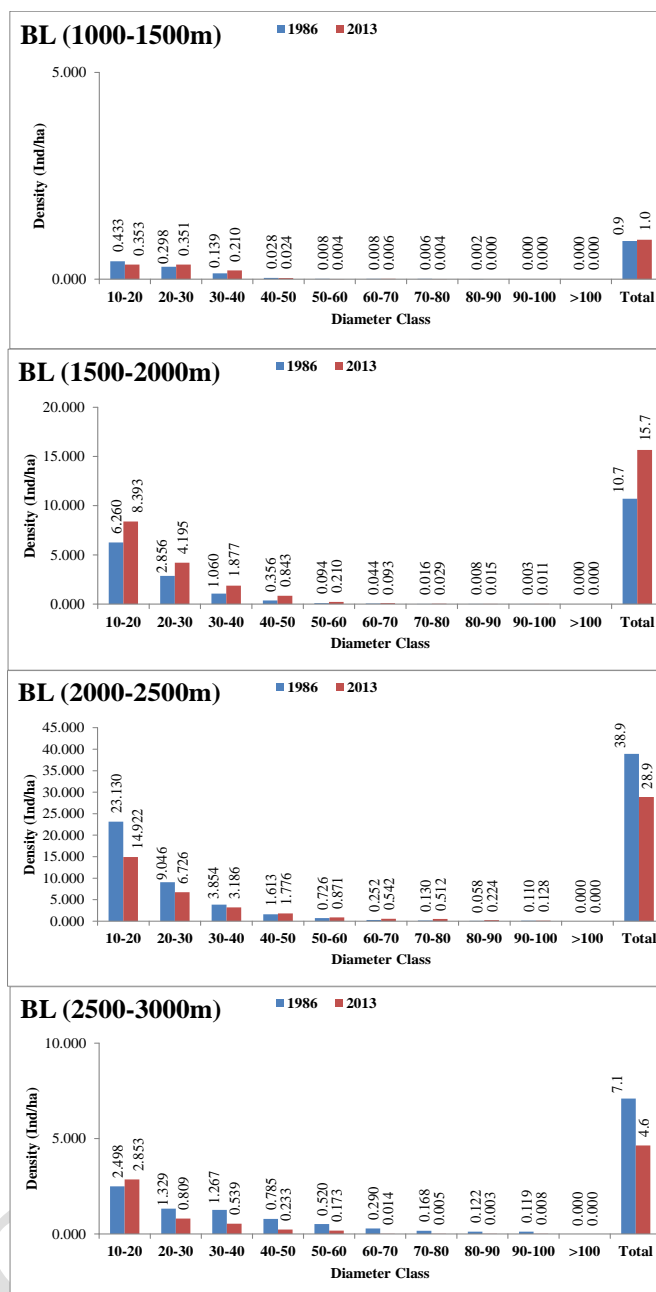 BL (1000-1500m)
1986 2013
5.000
0.000
Density (Ind/ha)
0.433 0.353 0.298 0.351 0.139 0.210 0.028 0.024 0.008 0.004 0.008 0.006 0.006 0.004 0.002 0.000 0.000 0.000 0.000 0.000 0.9 1.0
10-20 20-30 30-40 40-50 50-60 60-70 70-80 80-90 90-100 >100 Total
Diameter Class
BL (1500-2000m)
1986 2013
20.000
15.000
10.000
5.000
0.000
Density (Ind/ha)
6.260 8.393 2.856 4.195 1.060 1.877 0.356 0.843 0.094 0.210 0.044 0.093 0.016 0.029 0.008 0.015 0.003 0.011 0.000 0.000 10.7 15.7
10-20 20-30 30-40 40-50 50-60 60-70 70-80 80-90 90-100 >100 Total
Diameter Class
BL (2000-2500m)
1986 2013
45.000
40.000
35.000
30.000
25.000
20.000
15.000
10.000
5.000
0.000
Density (Ind/ha)
23.130 14.922 9.046 6.726 3.854 3.186 1.613 1.776 0.726 0.871 0.252 0.542 0.130 0.512 0.058 0.224 0.110 0.128 0.000 0.000 38.9 28.9
10-20 20-30 30-40 40-50 50-60 60-70 70-80 80-90 90-100 >100 Total
Diameter Class
BL (2500-3000m)
1986 2013
10.000
5.000
0.000
Density (Ind/ha)
2.498 2.853 1.329 0.809 1.267 0.539 0.785 0.233 0.520 0.173 0.290 0.014 0.168 0.005 0.122 0.003 0.119 0.008 0.000 0.000 7.1 4.6
10-20 20-30 30-40 40-50 50-60 60-70 70-80 80-90 90-100 >100 Total
Diameter Class